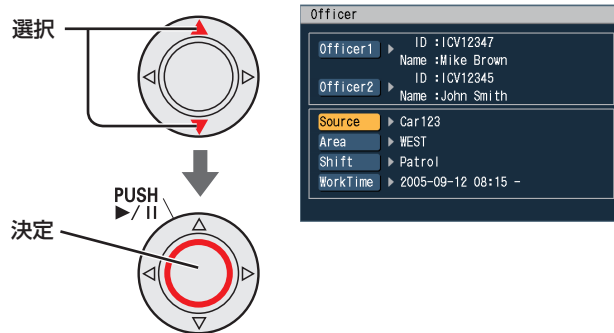 選択
PUSH
▶/II
決定
Officer
Officer1 ▶ ID :ICV12347
Name :Mike Brown
Officer2 ▶ ID :ICV12345
Name :John Smith
Source ▶ Car123
Area ▶ WEST
Shift ▶ Patrol
WorkTime ▶ 2005-09-12 08:15 -